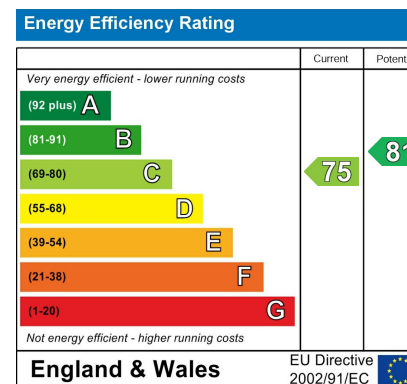 Energy Efficiency Rating
Current Potent
Very energy efficient - lower running costs
(92 plus) A
(81-91) B
81
(69-80) C
75
(55-68) D
(39-54) E
(21-38) F
(1-20) G
Not energy efficient - higher running costs
England & Wales
EU Directive
2002/91/EC